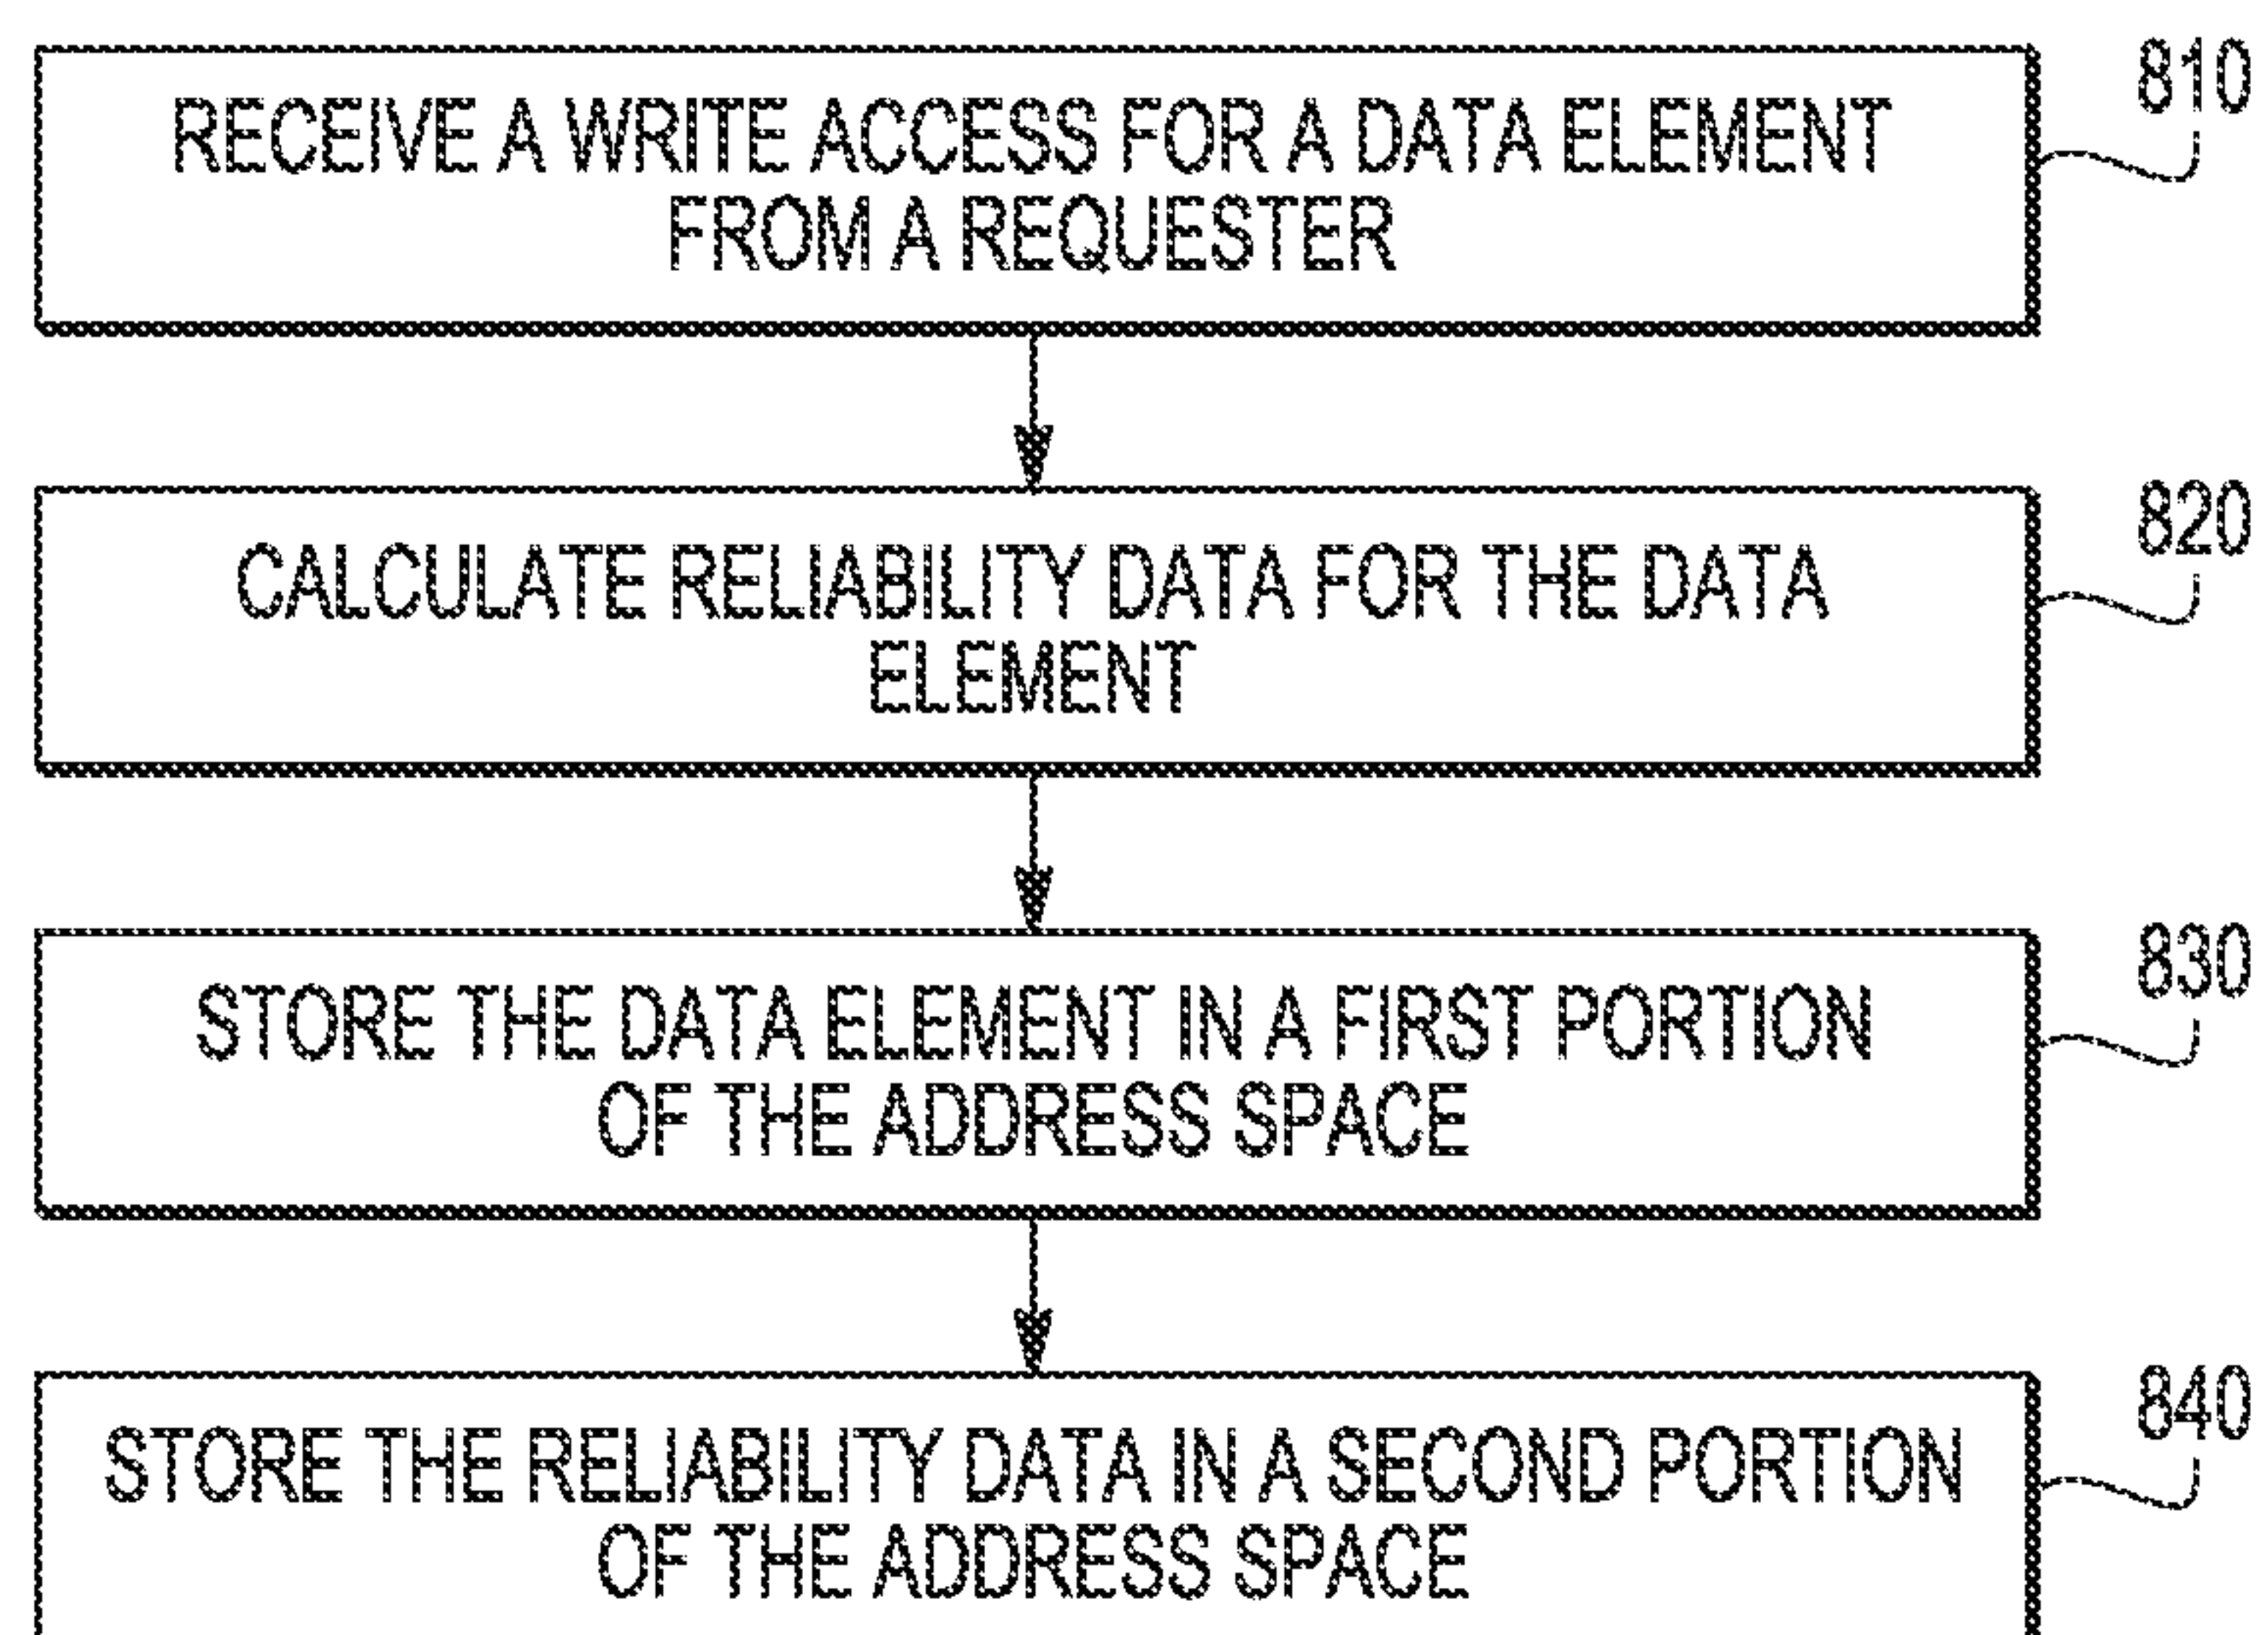 810
RECEIVE A WRITE ACCESS FOR A DATA ELEMENT
FROM A REQUESTER
820
CALCULATE RELIABILITY DATA FOR THE DATA
ELEMENT
830
STORE THE DATA ELEMENT IN A FIRST PORTION
OF THE ADDRESS SPACE
840
STORE THE RELIABILITY DATA IN A SECOND PORTION
OF THE ADDRESS SPACE